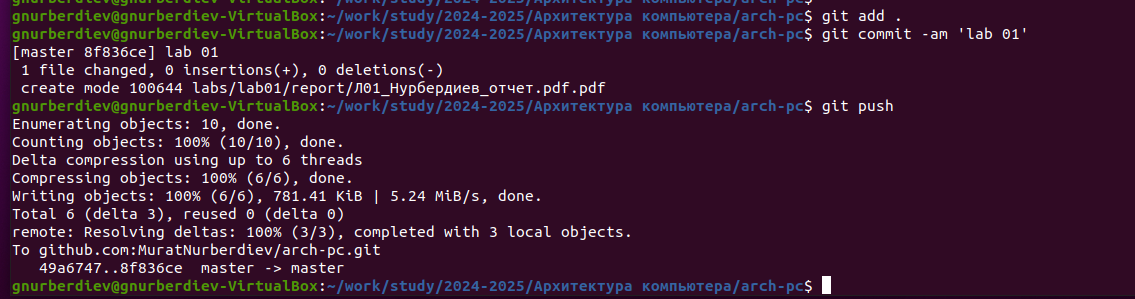 gnurberdiev@gnurberdiev-VirtualBox:~/work/study/2024-2025/Архитектура компьютера/arch-pc$ git add .
gnurberdiev@gnurberdiev-VirtualBox:~/work/study/2024-2025/Архитектура компьютера/arch-pc$ git commit -am 'lab 01'
[master 8f836ce] lab 01
 1 file changed, 0 insertions(+), 0 deletions(-)
 create mode 100644 labs/lab01/report/Л01_Нурбердиев_отчет.pdf.pdf
gnurberdiev@gnurberdiev-VirtualBox:~/work/study/2024-2025/Архитектура компьютера/arch-pc$ git push
Enumerating objects: 10, done.
Counting objects: 100% (10/10), done.
Delta compression using up to 6 threads
Compressing objects: 100% (6/6), done.
Writing objects: 100% (6/6), 781.41 KiB | 5.24 MiB/s, done.
Total 6 (delta 3), reused 0 (delta 0)
remote: Resolving deltas: 100% (3/3), completed with 3 local objects.
To github.com:MuratNurberdiev/arch-pc.git
   49a6747..8f836ce  master -> master
gnurberdiev@gnurberdiev-VirtualBox:~/work/study/2024-2025/Архитектура компьютера/arch-pc$